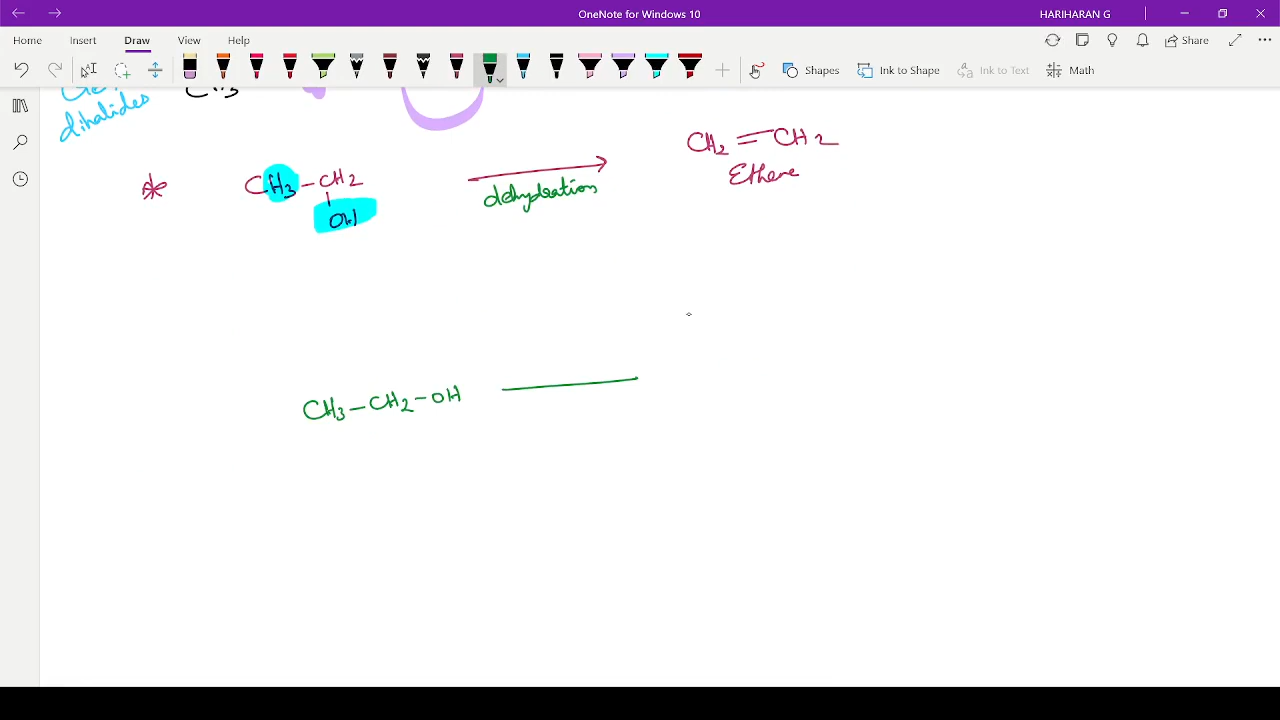 OneNote for Windows 10
HARIHARAN G
Home Insert Draw View Help
Share
Shapes Ink to Shape Ink to Text Math
dihalides
CH3
CH3-CH2
OH
dehydration
CH2=CH2
Ethene
CH3-CH2-OH